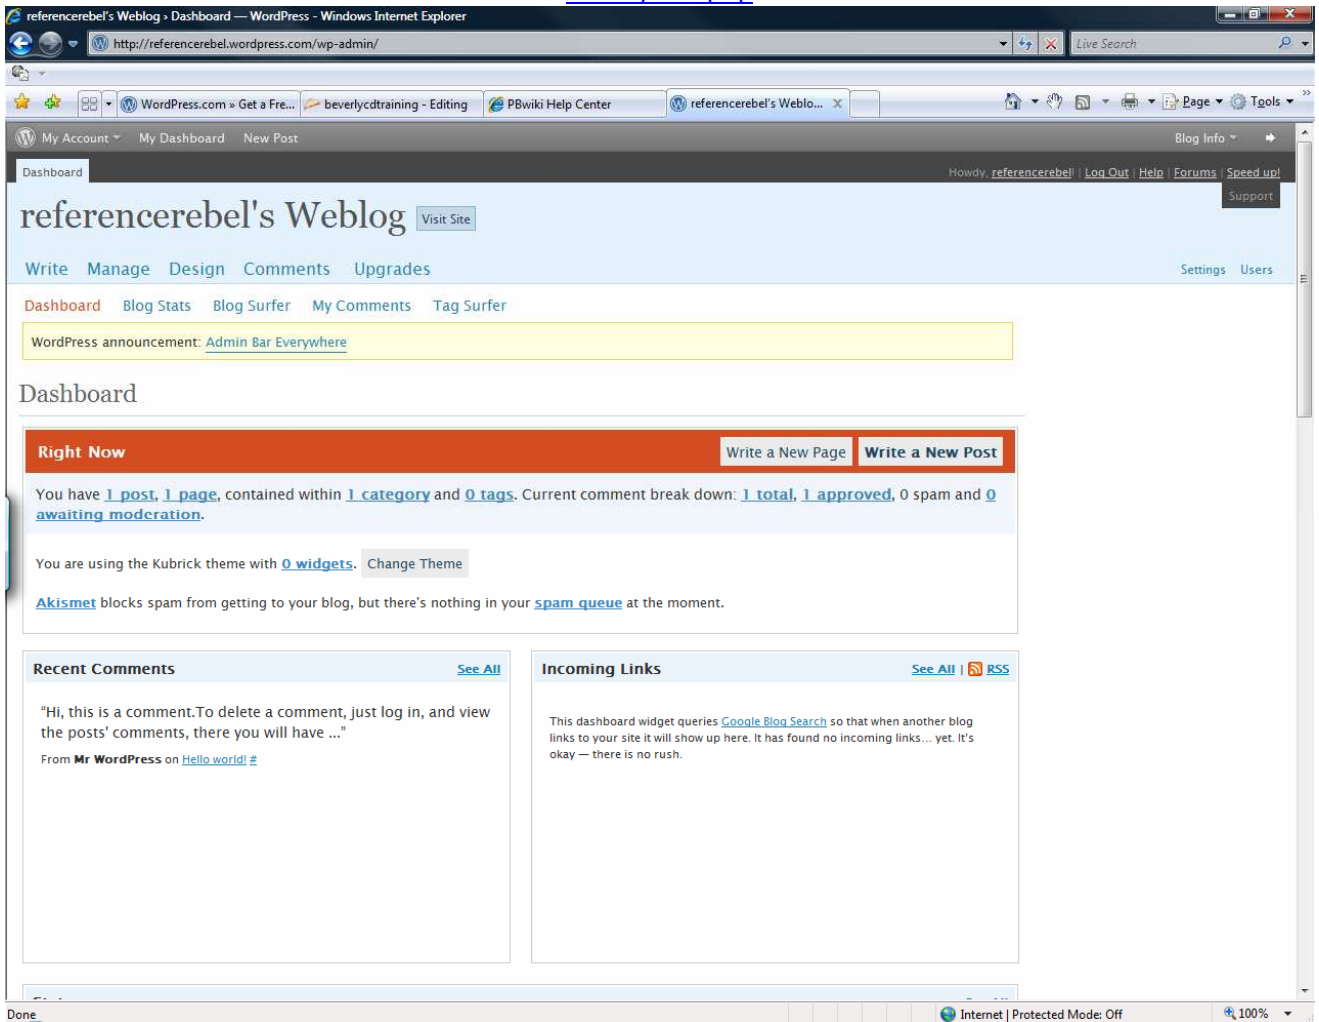 referencerebel's Weblog › Dashboard — WordPress - Windows Internet Explorer
http://referencerebel.wordpress.com/wp-admin/
Live Search
WordPress.com » Get a Fre... beverlycdtraining - Editing PBwiki Help Center referencerebel's Weblo... X Page Tools »
My Account My Dashboard New Post Blog Info
Dashboard Howdy, referencerebel! | Log Out | Help | Forums | Speed up!
Support
referencerebel's Weblog Visit Site
Write Manage Design Comments Upgrades Settings Users
Dashboard Blog Stats Blog Surfer My Comments Tag Surfer
WordPress announcement: Admin Bar Everywhere
Dashboard
Right Now Write a New Page Write a New Post
You have 1 post, 1 page, contained within 1 category and 0 tags. Current comment break down: 1 total, 1 approved, 0 spam and 0
awaiting moderation.
You are using the Kubrick theme with 0 widgets. Change Theme
Akismet blocks spam from getting to your blog, but there's nothing in your spam queue at the moment.
Recent Comments See All
"Hi, this is a comment.To delete a comment, just log in, and view
the posts' comments, there you will have ..."
From Mr WordPress on Hello world! #
Incoming Links See All | RSS
This dashboard widget queries Google Blog Search so that when another blog
links to your site it will show up here. It has found no incoming links... yet. It's
okay — there is no rush.
Done Internet | Protected Mode: Off 100%